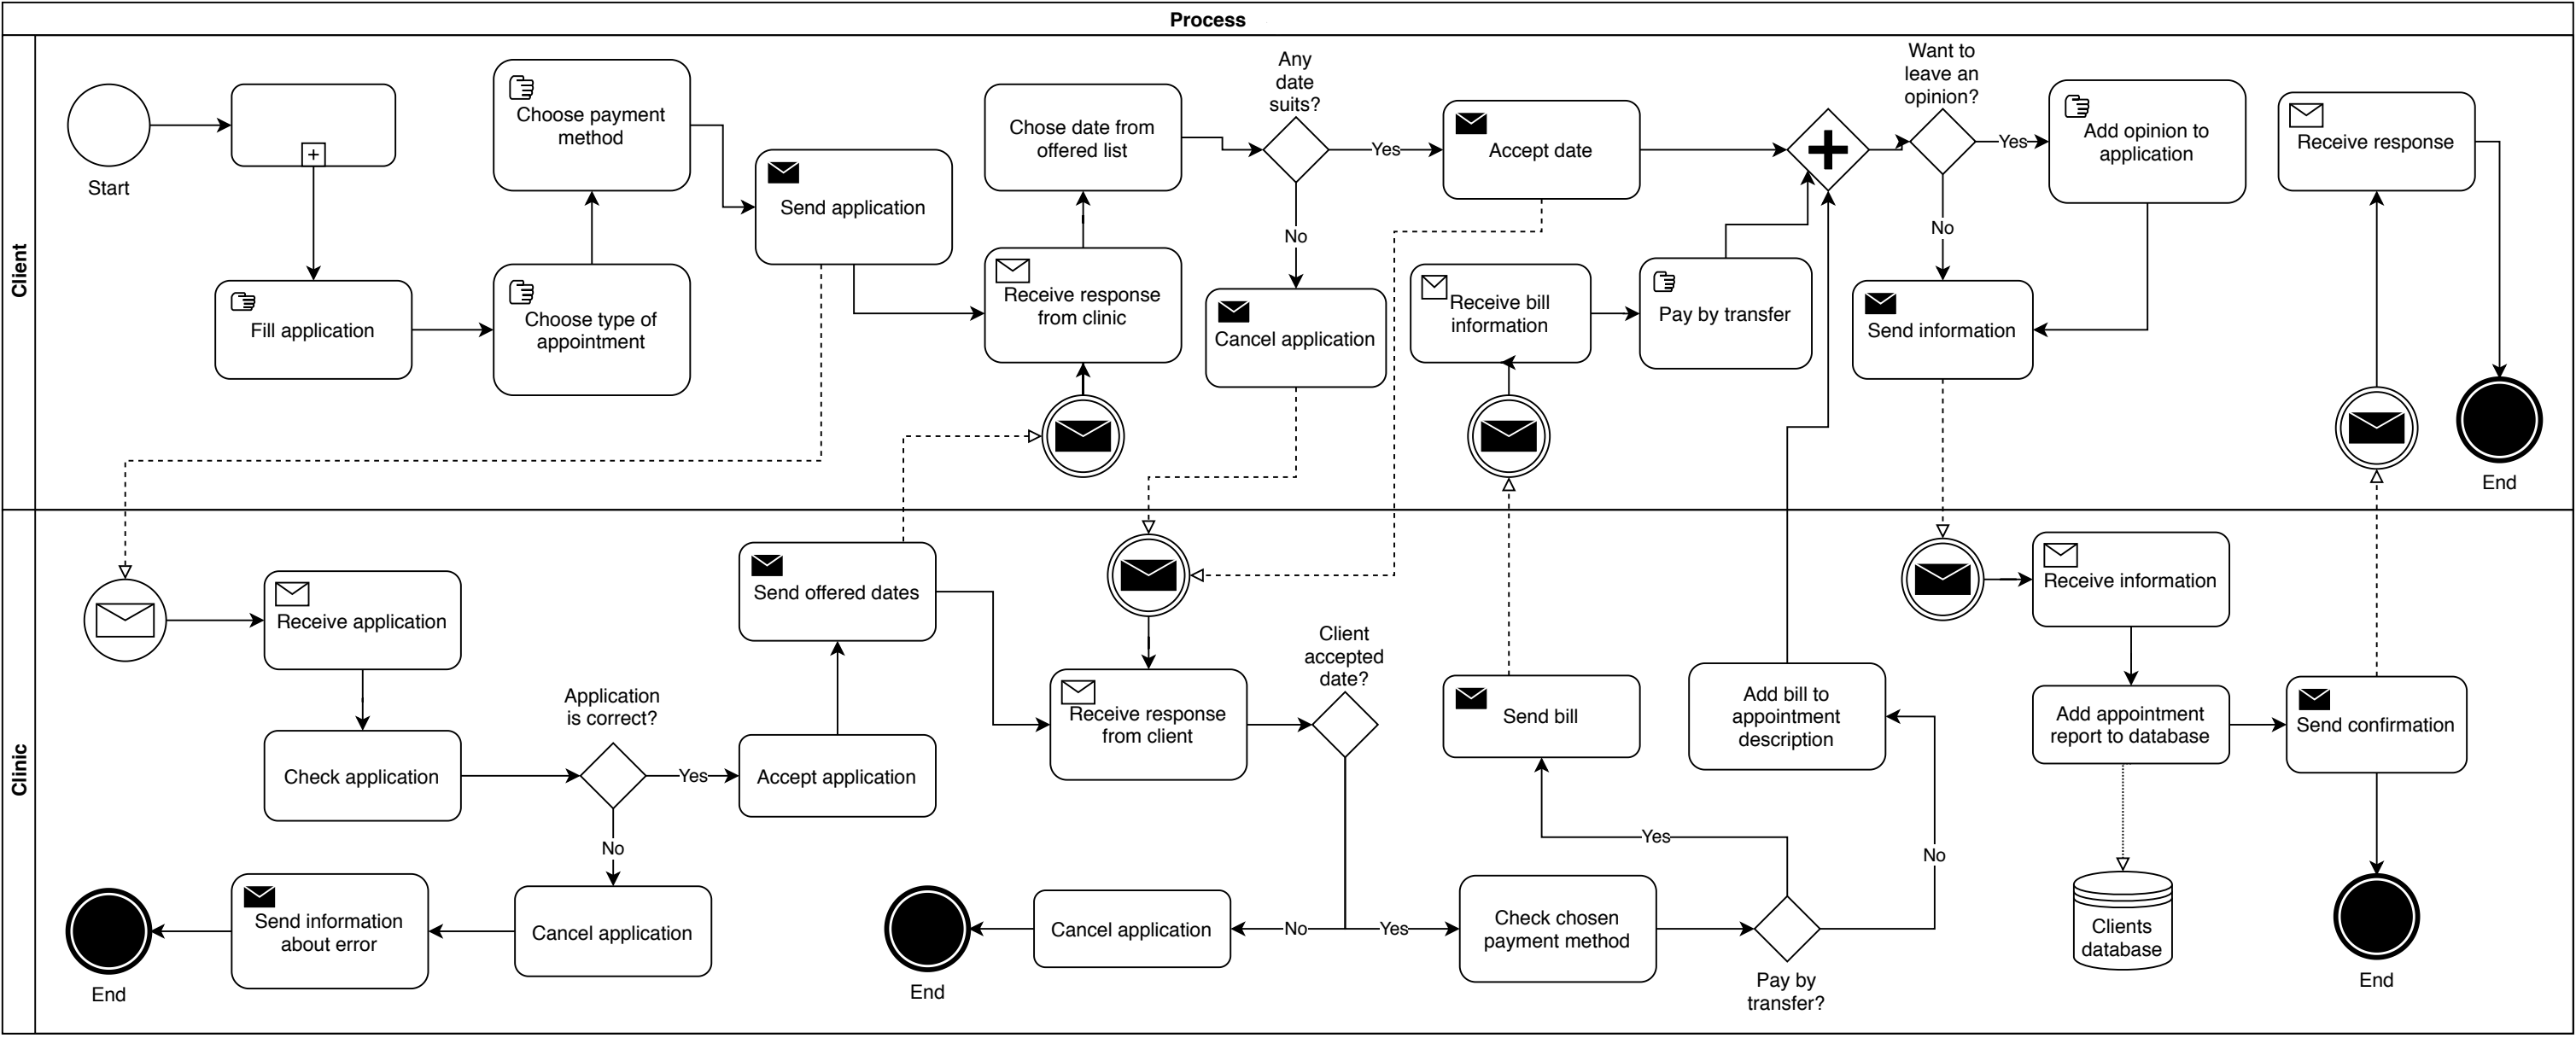 Process
Client
Start
Fill application
Choose payment
method
Choose type of
appointment
Send application
Chose date from
offered list
Receive response
from clinic
Any
date
suits?
Yes
No
Cancel application
Accept date
Receive bill
information
Pay by transfer
Want to
leave an
opinion?
Yes
No
Add opinion to
application
Send information
Receive response
End
Clinic
Receive application
Check application
Application
is correct?
Yes
No
Accept application
Send offered dates
Cancel application
Send information
about error
End
Receive response
from client
Client
accepted
date?
No
Yes
Cancel application
End
Check chosen
payment method
Pay by
transfer?
Yes
No
Send bill
Add bill to
appointment
description
Receive information
Add appointment
report to database
Clients
database
Send confirmation
End